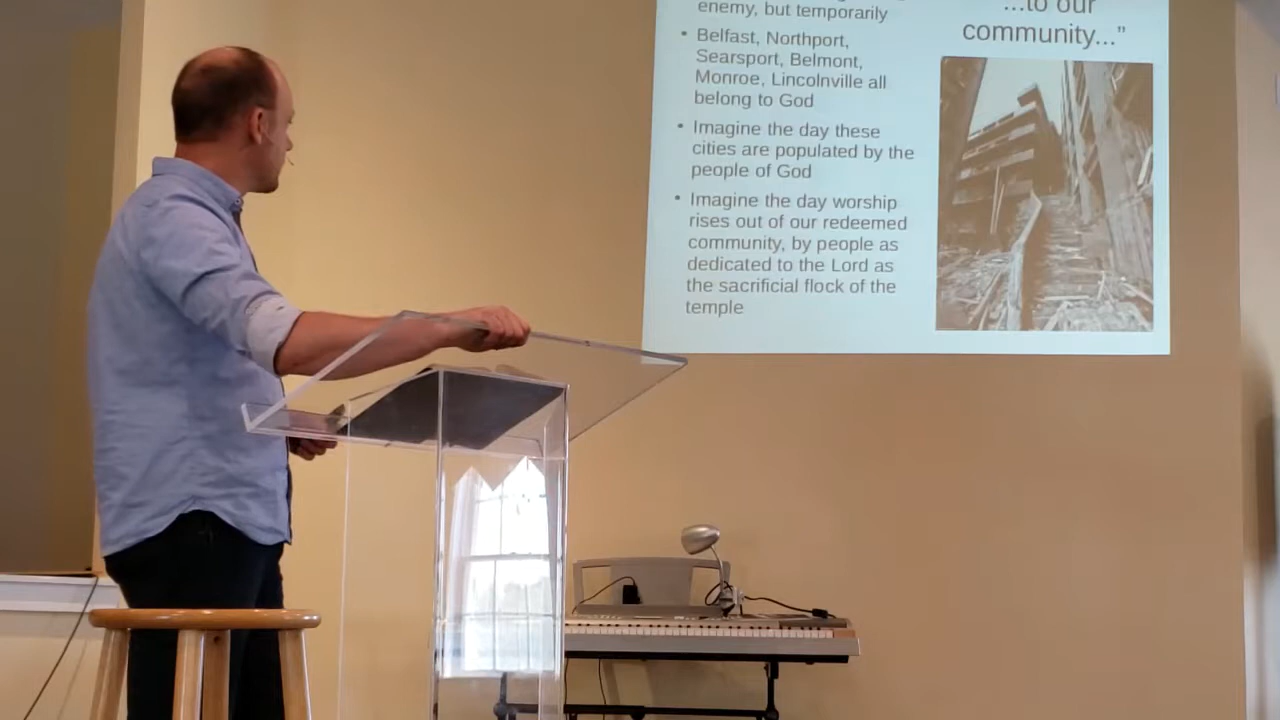 enemy, but temporarily
• Belfast, Northport,
Searsport, Belmont,
Monroe, Lincolnville all
belong to God
• Imagine the day these
cities are populated by the
people of God
• Imagine the day worship
rises out of our redeemed
community, by people as
dedicated to the Lord as
the sacrificial flock of the
temple
...to our
community...”